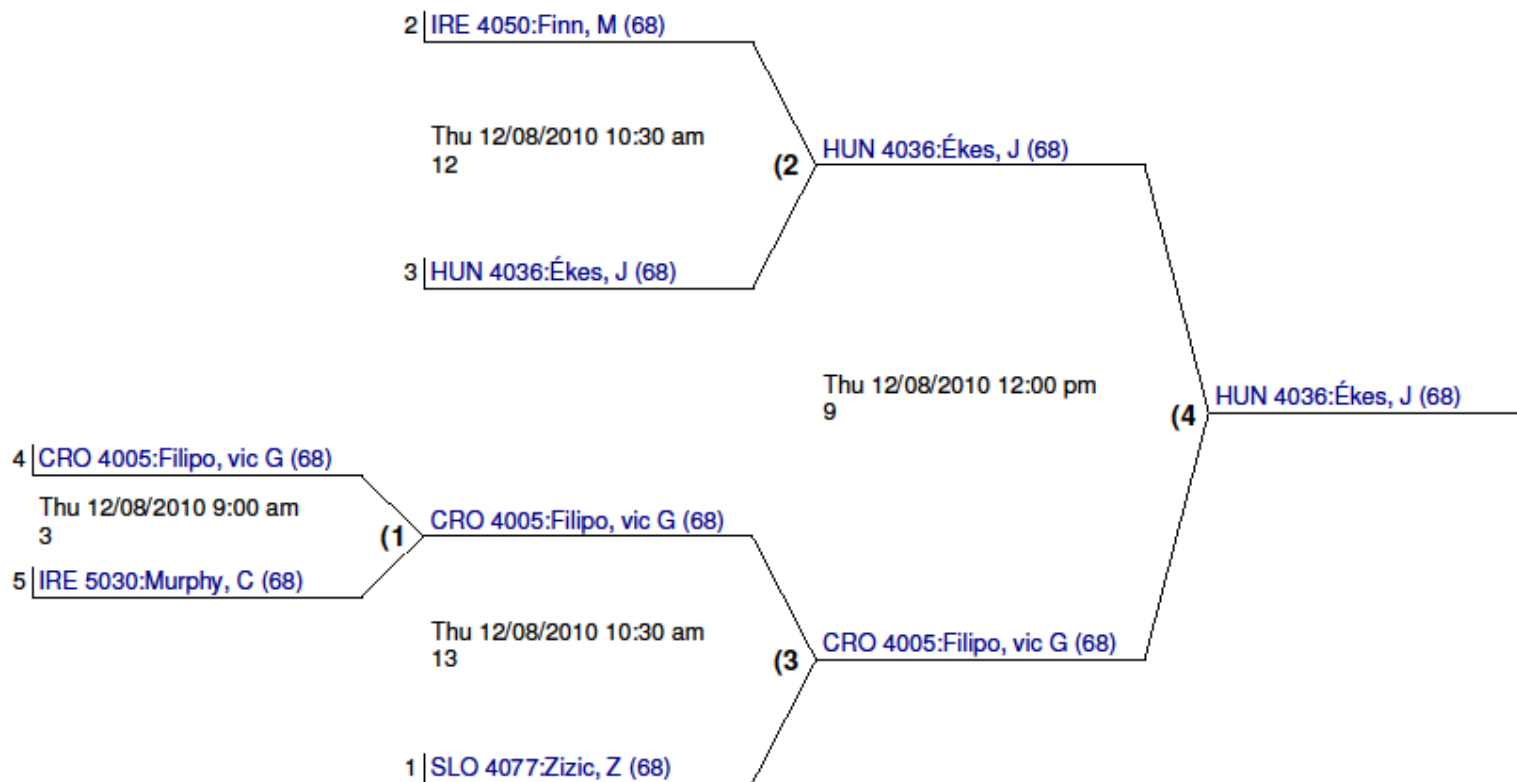 2 IRE 4050:Finn, M (68)
Thu 12/08/2010 10:30 am
12
(2
HUN 4036:Ékes, J (68)
3 HUN 4036:Ékes, J (68)
Thu 12/08/2010 12:00 pm
9
(4
HUN 4036:Ékes, J (68)
4 CRO 4005:Filipo, vic G (68)
Thu 12/08/2010 9:00 am
3
(1
5 IRE 5030:Murphy, C (68)
CRO 4005:Filipo, vic G (68)
Thu 12/08/2010 10:30 am
13
(3
CRO 4005:Filipo, vic G (68)
1 SLO 4077:Zizic, Z (68)